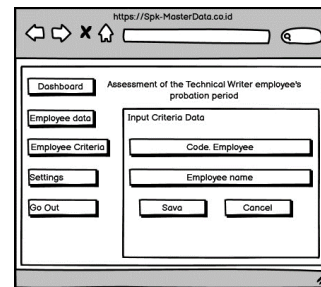 https://Spk-MasterData.co.id
Dashboard
Assessment of the Technical Writer employee's
probation period
Employee data
Input Criteria Data
Employee Criteria
Code. Employee
Settings
Employee name
Go Out
Sava
Cancel